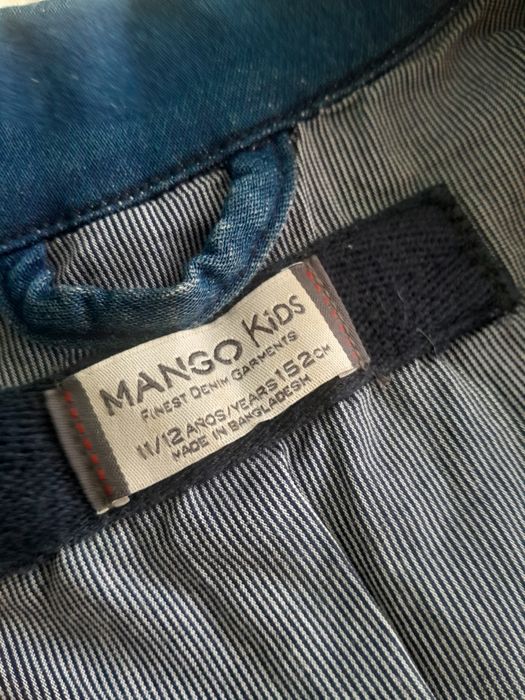 MANGO KiDS
FINEST DENIM GARMENTS
11/12 AÑOS/YEARS 152CM
MADE IN BANGLADESH